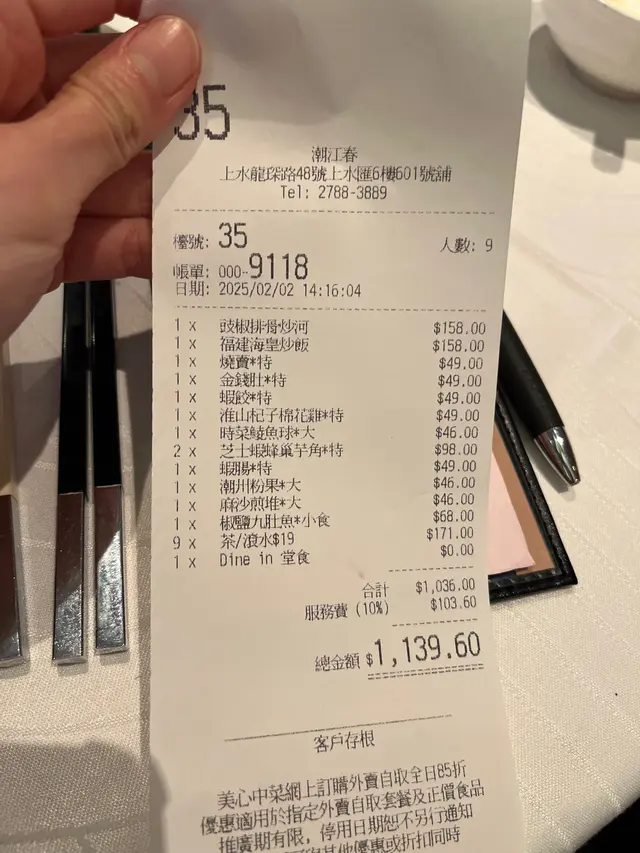 35
潮江春
上水龍琛路48號上水匯6樓601號舖
Tel: 2788-3889
檯號: 35 人數: 9
帳單: 000-9118
日期: 2025/02/02 14:16:04
1 x 豉椒排骨炒河 $158.00
1 x 福建海皇炒飯 $158.00
1 x 燒賣*特 $49.00
1 x 金錢肚*特 $49.00
1 x 蝦餃*特 $49.00
1 x 淮山杞子棉花雞*特 $49.00
1 x 時菜鯪魚球*大 $46.00
2 x 芝士蝦蜂巢芋角*特 $98.00
1 x 蝦腸*特 $49.00
1 x 潮州粉果*大 $46.00
1 x 麻沙煎堆*大 $46.00
1 x 椒鹽九肚魚*小食 $68.00
9 x 茶/滾水$19 $171.00
1 x Dine in 堂食 $0.00
合計 $1,036.00
服務費 (10%) $103.60
總金額 $1,139.60
客戶存根
美心中菜網上訂購外賣自取全日85折
優惠適用於指定外賣自取套餐及正價食品
推廣期有限，停用日期恕不另行通知
其他優惠或折扣同時